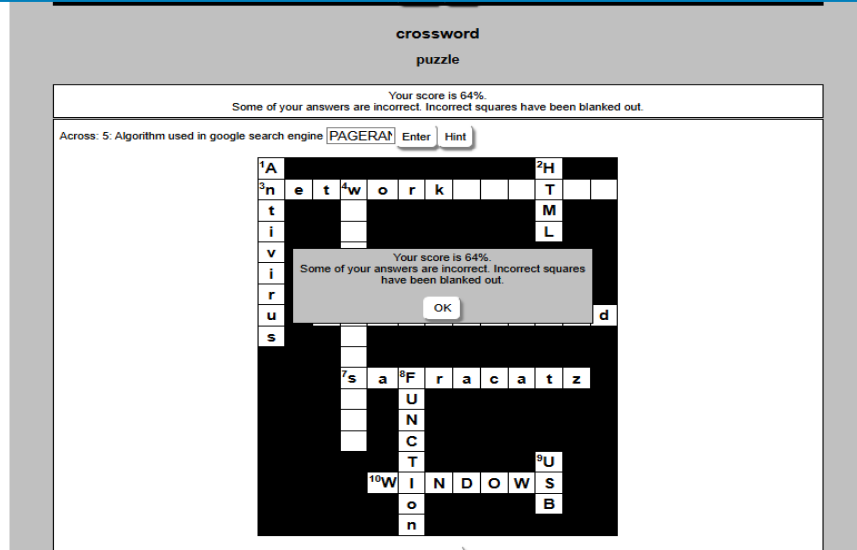 crossword
puzzle
Your score is 64%.
Some of your answers are incorrect. Incorrect squares have been blanked out.
Across: 5: Algorithm used in google search engine PAGERAN Enter Hint
1A 2H
3n e t 4w o r k T
t M
i L
v
i
r
u d
s
Your score is 64%.
Some of your answers are incorrect. Incorrect squares
have been blanked out.
OK
7s a 8F r a c a t z
U
N
C
T 9U
10W I N D O W S
o B
n